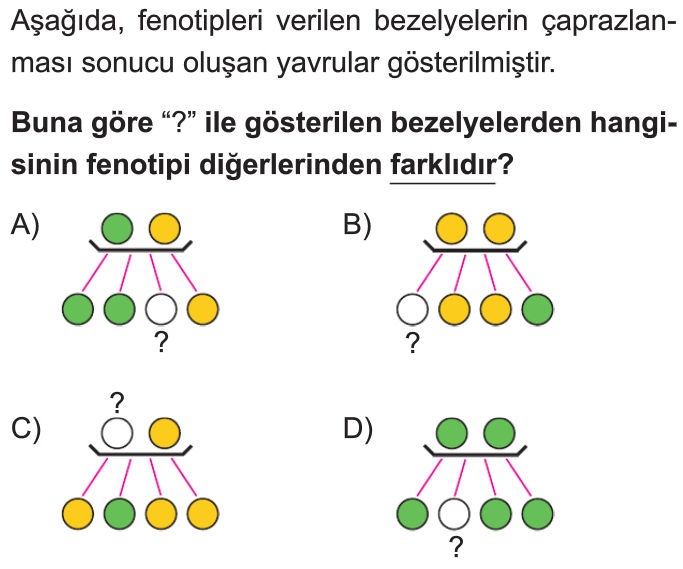 Aşağıda, fenotipleri verilen bezelyelerin çaprazlan-
ması sonucu oluşan yavrular gösterilmiştir.
Buna göre “?” ile gösterilen bezelyelerden hangi-
sinin fenotipi diğerlerinden farklıdır?
A)
B)
?
?
?
C)
D)
?